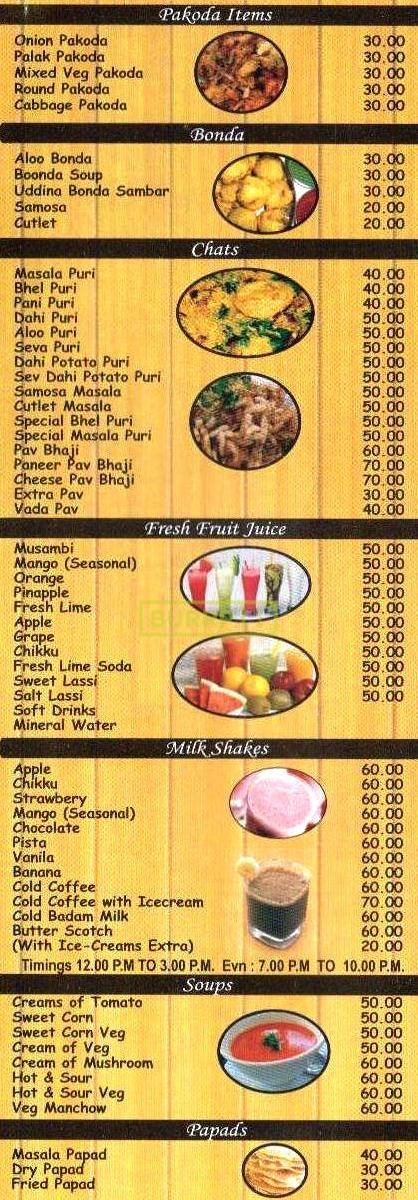 Pakoda Items
Onion Pakoda 30.00
Palak Pakoda 30.00
Mixed Veg Pakoda 30.00
Round Pakoda 30.00
Cabbage Pakoda 30.00
Bonda
Aloo Bonda 30.00
Boonda Soup 30.00
Uddina Bonda Sambar 30.00
Samosa 20.00
Cutlet 20.00
Chats
Masala Puri 40.00
Bhel Puri 40.00
Pani Puri 40.00
Dahi Puri 50.00
Aloo Puri 50.00
Seva Puri 50.00
Dahi Potato Puri 50.00
Sev Dahi Potato Puri 50.00
Samosa Masala 50.00
Cutlet Masala 50.00
Special Bhel Puri 50.00
Special Masala Puri 50.00
Pav Bhaji 60.00
Paneer Pav Bhaji 70.00
Cheese Pav Bhaji 70.00
Extra Pav 30.00
Vada Pav 40.00
Fresh Fruit Juice
Musambi 50.00
Mango (Seasonal) 50.00
Orange 50.00
Pinapple 50.00
Fresh Lime 50.00
Apple 50.00
Grape 50.00
Chikku 50.00
Fresh Lime Soda 50.00
Sweet Lassi 50.00
Salt Lassi 50.00
Soft Drinks
Mineral Water
Milk Shakes
Apple 60.00
Chikku 60.00
Strawbery 60.00
Mango (Seasonal) 60.00
Chocolate 60.00
Pista 60.00
Vanila 60.00
Banana 60.00
Cold Coffee 60.00
Cold Coffee with Icecream 70.00
Cold Badam Milk 60.00
Butter Scotch 60.00
(With Ice-Creams Extra) 20.00
Timings 12.00 P.M TO 3.00 P.M. Evn : 7.00 P.M TO 10.00 P.M.
Soups
Creams of Tomato 50.00
Sweet Corn 50.00
Sweet Corn Veg 50.00
Cream of Veg 50.00
Cream of Mushroom 60.00
Hot & Sour 60.00
Hot & Sour Veg 60.00
Veg Manchow 60.00
Papads
Masala Papad 40.00
Dry Papad 30.00
Fried Papad 30.00